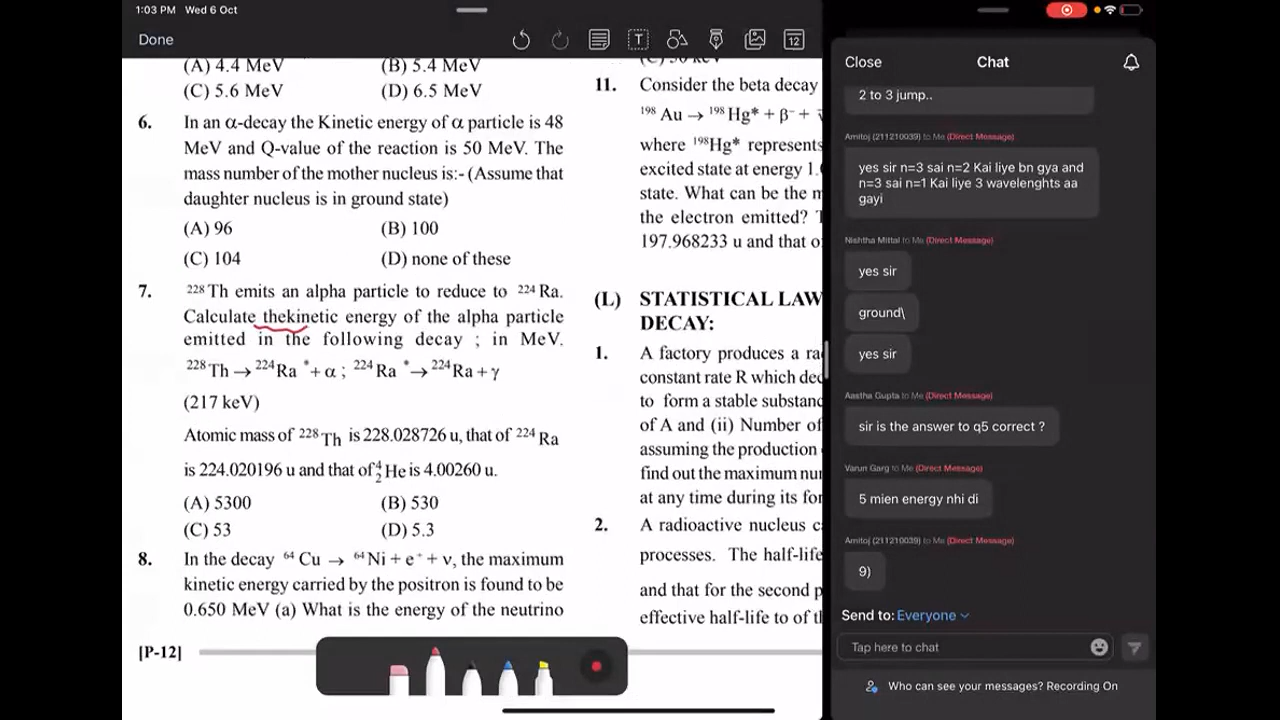 1:03 PM Wed 6 Oct
Done
(A) 4.4 MeV (B) 5.4 MeV
(C) 5.6 MeV (D) 6.5 MeV
6. In an α-decay the Kinetic energy of α particle is 48
MeV and Q-value of the reaction is 50 MeV. The
mass number of the mother nucleus is:- (Assume that
daughter nucleus is in ground state)
(A) 96 (B) 100
(C) 104 (D) none of these
7. ²²⁸Th emits an alpha particle to reduce to ²²⁴Ra.
Calculate thekinetic energy of the alpha particle
emitted in the following decay ; in MeV.
²²⁸Th → ²²⁴Ra * + α ; ²²⁴Ra * → ²²⁴Ra + γ
(217 keV)
Atomic mass of ²²⁸Th is 228.028726 u, that of ²²⁴Ra
is 224.020196 u and that of ⁴₂He is 4.00260 u.
(A) 5300 (B) 530
(C) 53 (D) 5.3
8. In the decay ⁶⁴Cu → ⁶⁴Ni + e⁺ + ν, the maximum
kinetic energy carried by the positron is found to be
0.650 MeV (a) What is the energy of the neutrino
[P-12]
11. Consider the beta decay
¹⁹⁸Au → ¹⁹⁸Hg* + β⁻ +
where ¹⁹⁸Hg* represents
excited state at energy 1.
state. What can be the m
the electron emitted?
197.968233 u and that o
(L) STATISTICAL LAW
DECAY:
1. A factory produces a ra
constant rate R which dec
to form a stable substanc
of A and (ii) Number of
assuming the production
find out the maximum nu
at any time during its for
2. A radioactive nucleus c
processes. The half-life
and that for the second p
effective half-life to of t
12
Close Chat
2 to 3 jump..
Amitoj (211210039) to Me (Direct Message)
yes sir n=3 sai n=2 Kai liye bn gya and
n=3 sai n=1 Kai liye 3 wavelenghts aa
gayi
Nishtha Mittal to Me (Direct Message)
yes sir
ground\
yes sir
Aastha Gupta to Me (Direct Message)
sir is the answer to q5 correct ?
Varun Garg to Me (Direct Message)
5 mien energy nhi di
Amitoj (211210039) to Me (Direct Message)
9)
Send to: Everyone
Tap here to chat
Who can see your messages? Recording On